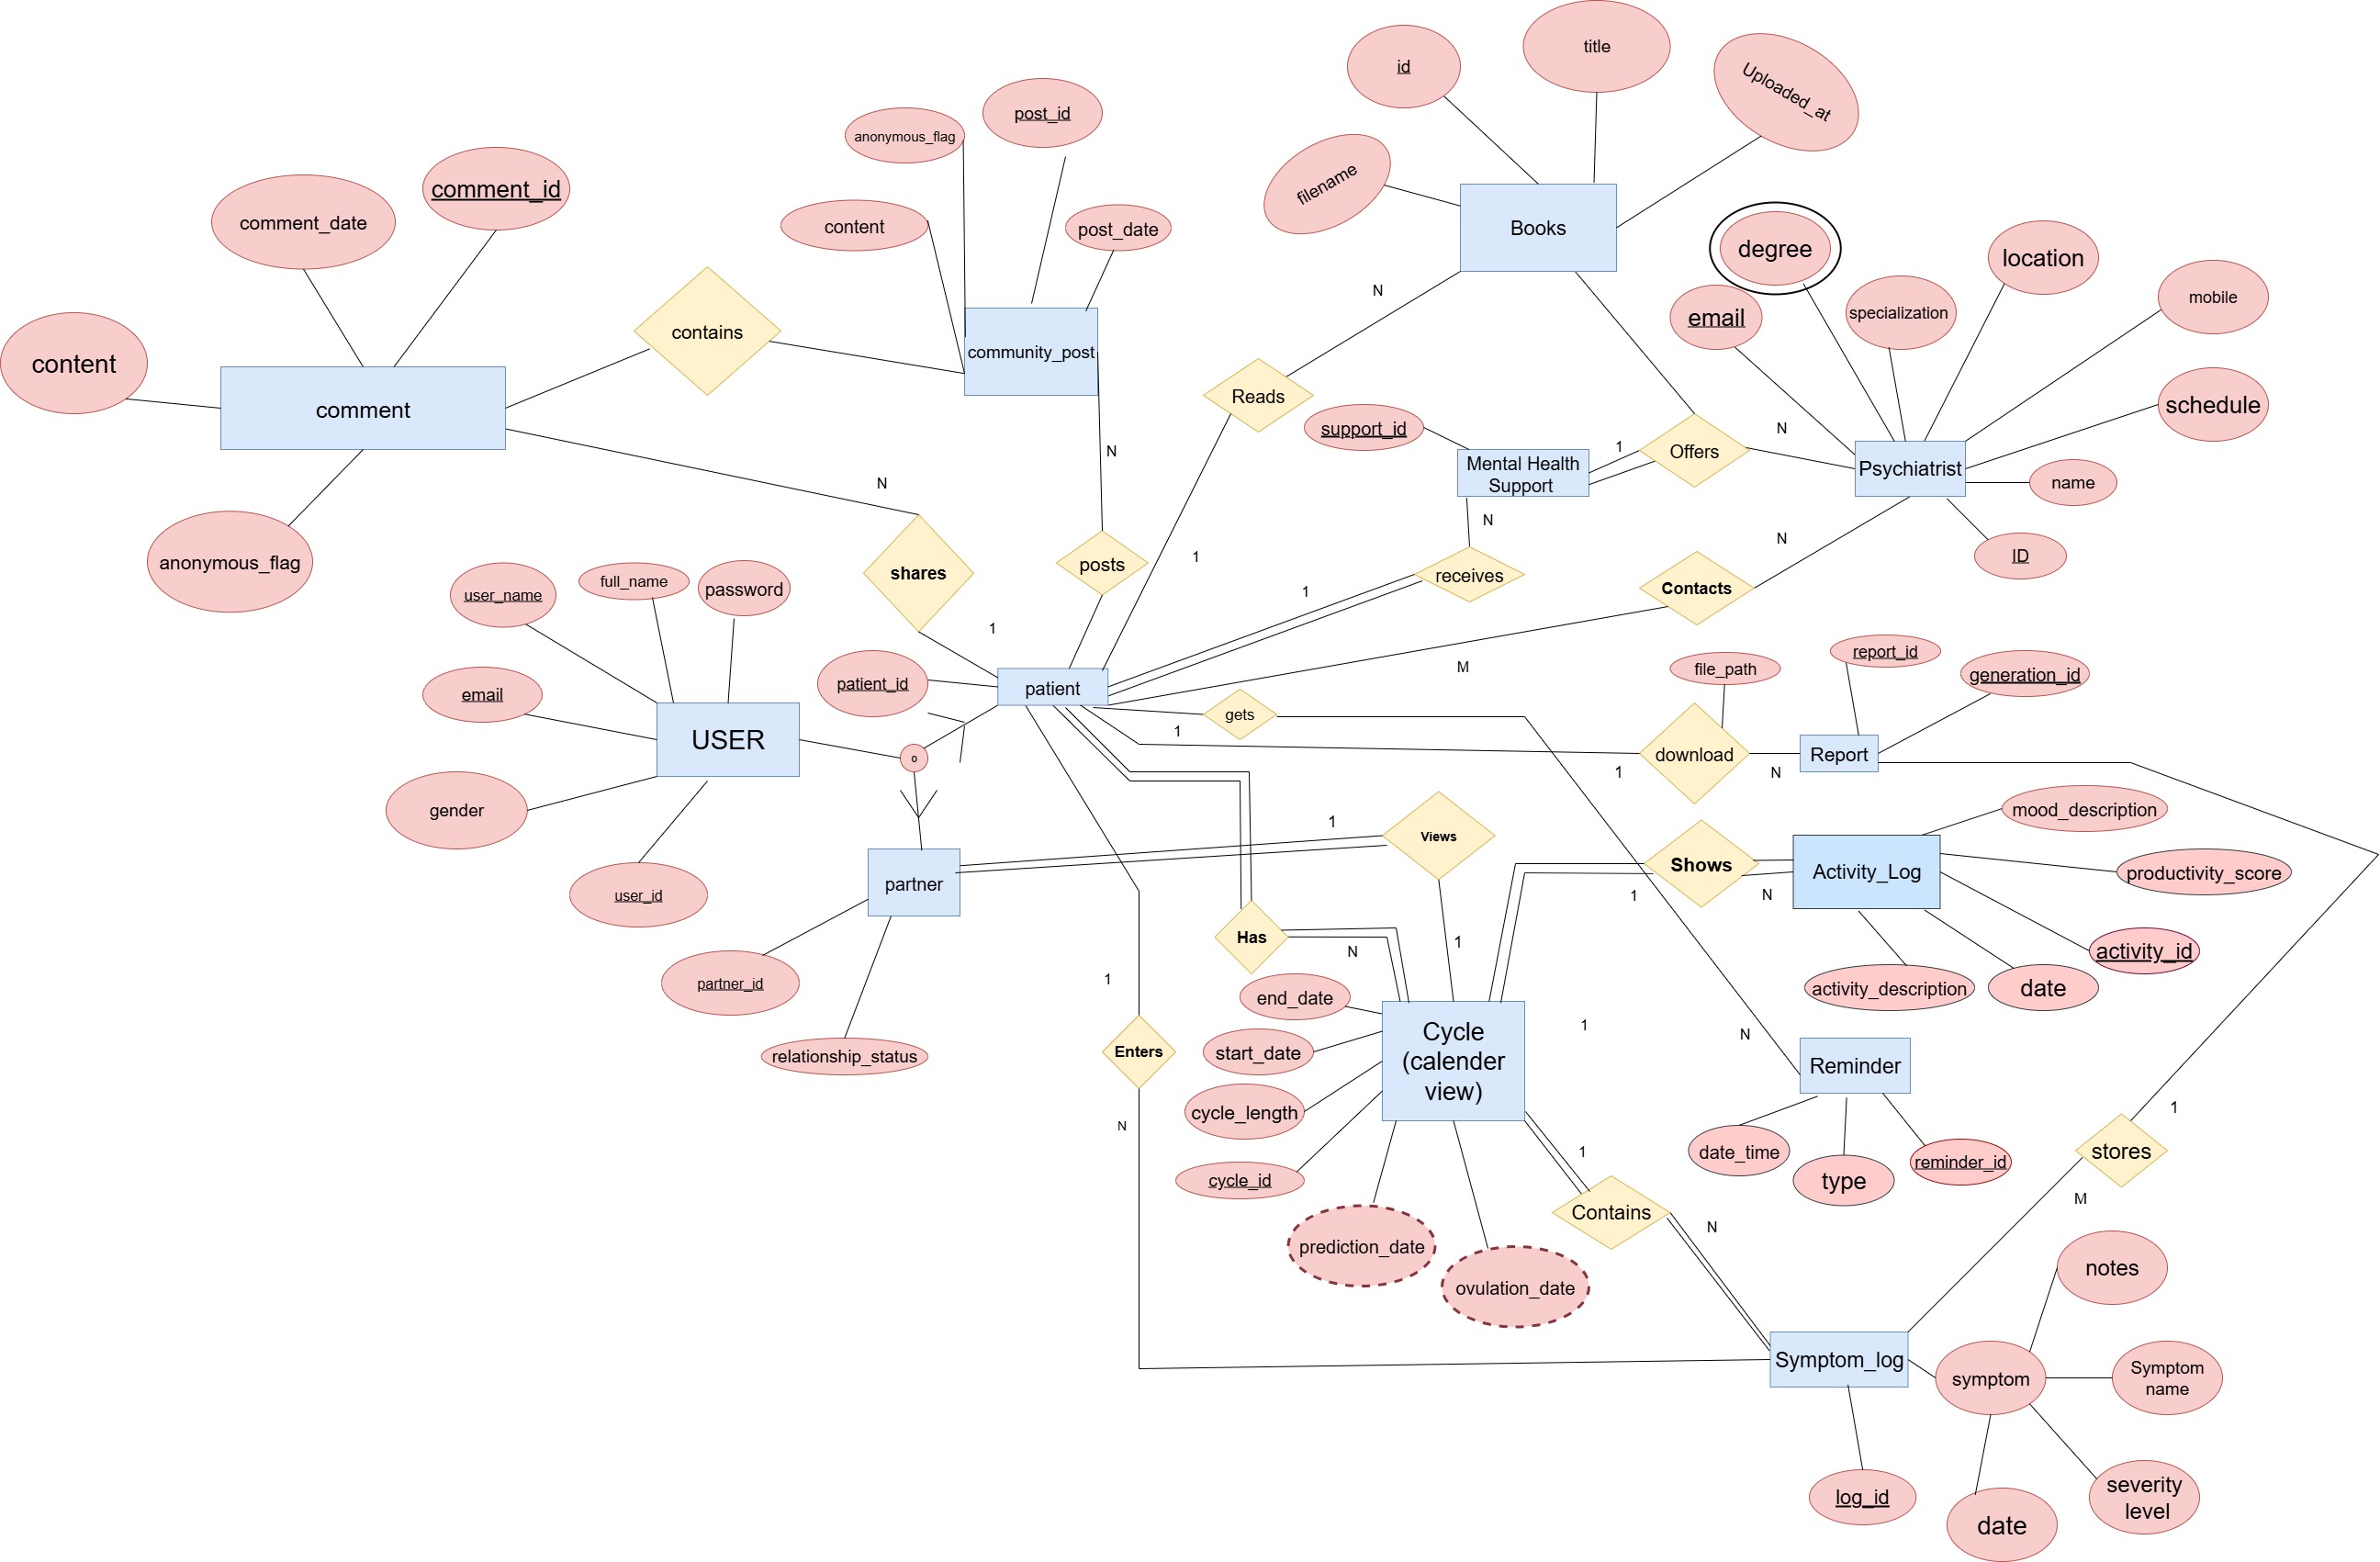 id
title
Uploaded_at
filename
Books
post_id
anonymous_flag
content
post_date
community_post
comment_date
comment_id
content
comment
anonymous_flag
contains
N
N
shares
1
posts
N
Reads
1
support_id
Mental Health
Support
1
Offers
N
degree
email
specialization
location
mobile
schedule
Psychiatrist
name
ID
N
receives
1
Contacts
N
M
user_name
full_name
password
email
gender
USER
user_id
patient_id
patient
o
partner
partner_id
relationship_status
gets
1
file_path
download
1
N
report_id
generation_id
Report
Views
1
1
Shows
1
N
Activity_Log
mood_description
productivity_score
activity_id
date
activity_description
Has
N
1
Enters
N
end_date
start_date
cycle_length
cycle_id
Cycle
(calender
view)
prediction_date
ovulation_date
1
1
Contains
N
N
Reminder
date_time
type
reminder_id
1
stores
M
Symptom_log
log_id
symptom
notes
Symptom
name
severity
level
date